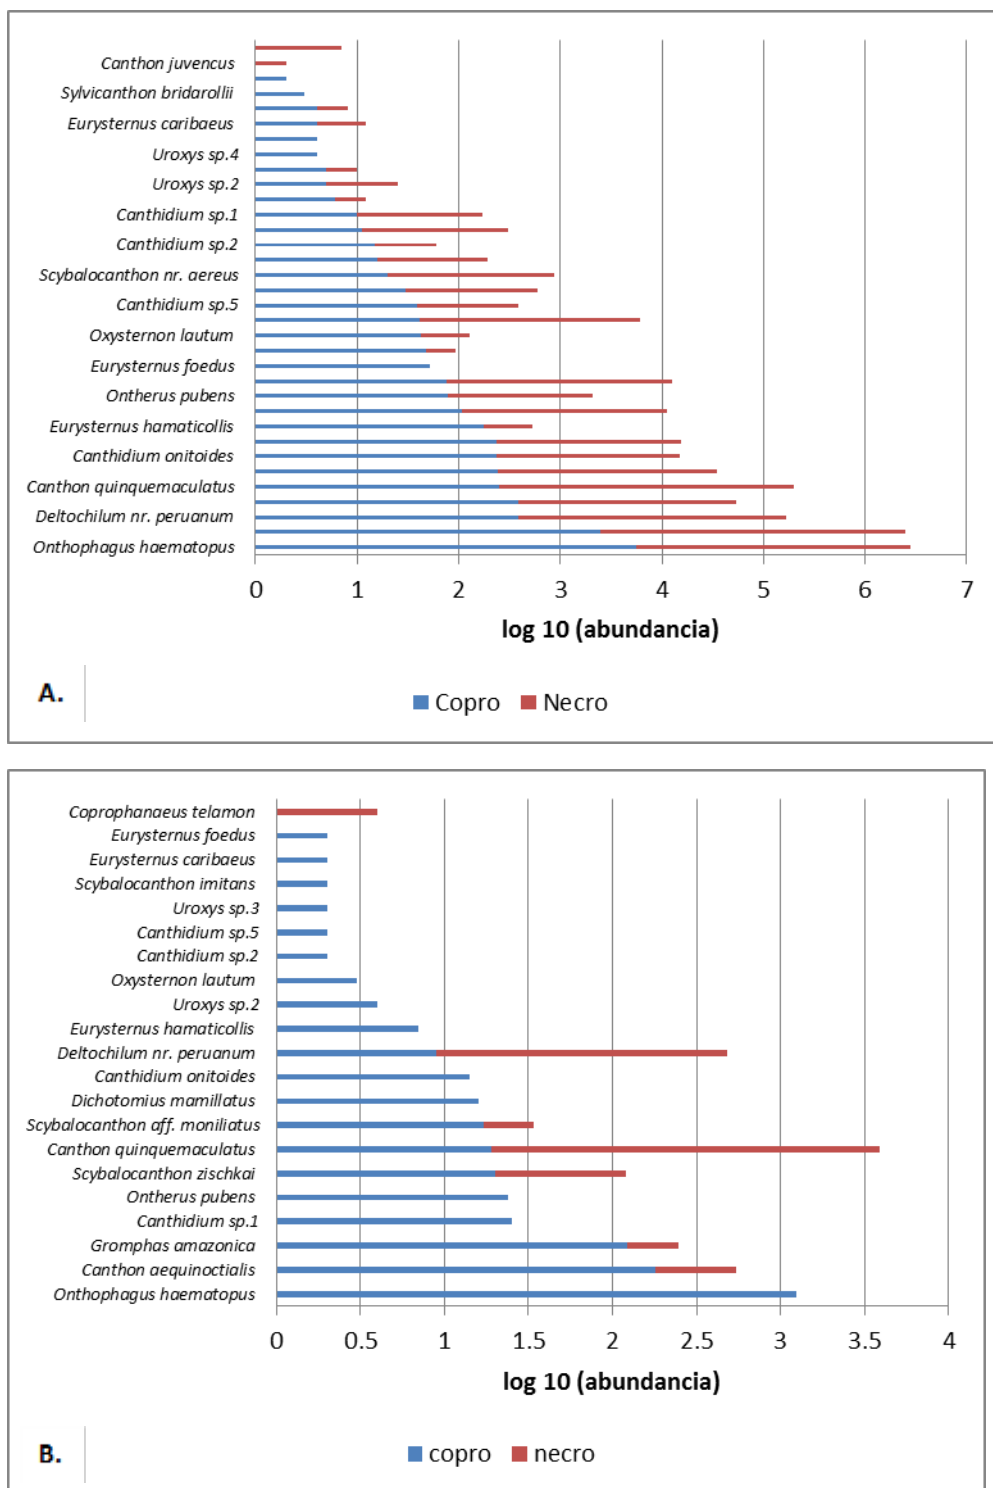 Canthon juvencus
Sylvicanthon bridarollii
Eurysternus caribaeus
Uroxys sp.4
Uroxys sp.2
Canthidium sp.1
Canthidium sp.2
Scybalocanthon nr. aereus
Canthidium sp.5
Oxysternon lautum
Eurysternus foedus
Ontherus pubens
Eurysternus hamaticollis
Canthidium onitoides
Canthon quinquemaculatus
Deltochilum nr. peruanum
Onthophagus haematopus
0 1 2 3 4 5 6 7
log 10 (abundancia)
A.
Copro Necro
Coprophanaeus telamon
Eurysternus foedus
Eurysternus caribaeus
Scybalocanthon imitans
Uroxys sp.3
Canthidium sp.5
Canthidium sp.2
Oxysternon lautum
Uroxys sp.2
Eurysternus hamaticollis
Deltochilum nr. peruanum
Canthidium onitoides
Dichotomius mamillatus
Scybalocanthon aff. moniliatus
Canthon quinquemaculatus
Scybalocanthon zischkai
Ontherus pubens
Canthidium sp.1
Gromphas amazonica
Canthon aequinoctialis
Onthophagus haematopus
0 0.5 1 1.5 2 2.5 3 3.5 4
log 10 (abundancia)
B.
copro necro